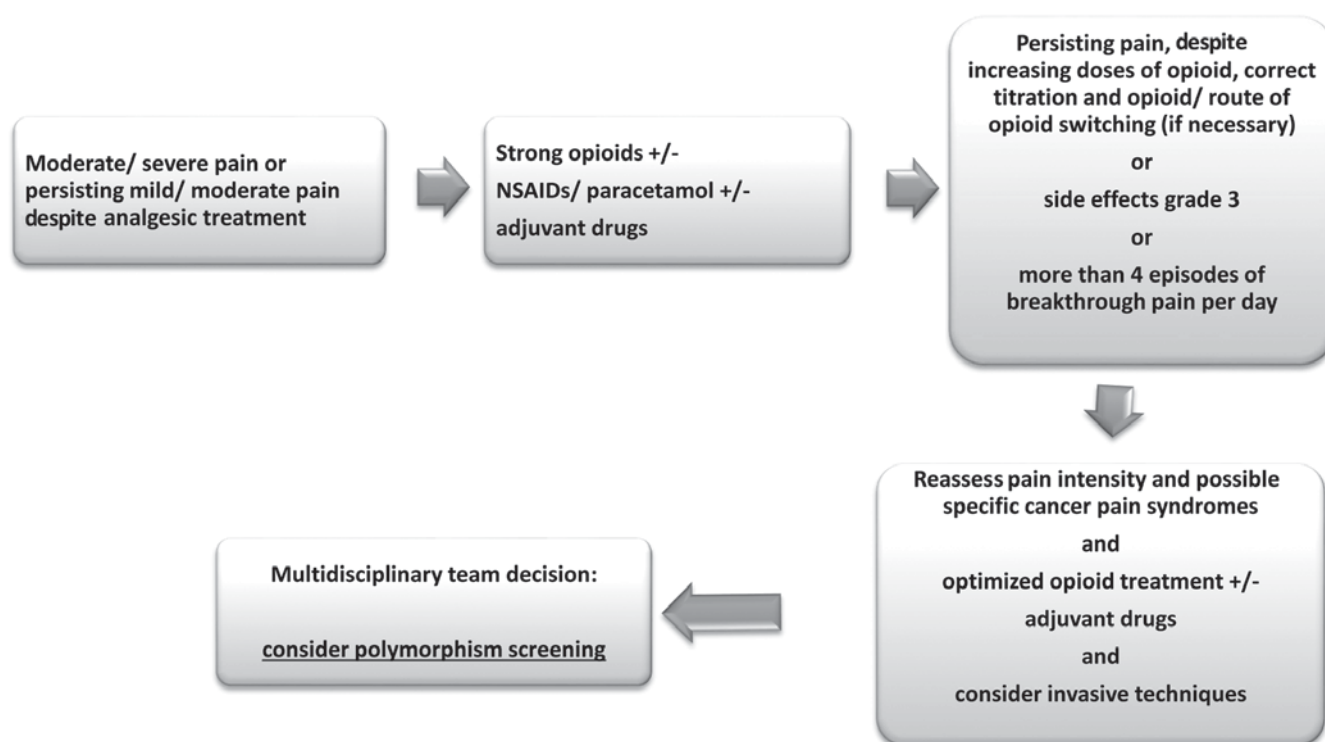 Moderate/ severe pain or
persisting mild/ moderate pain
despite analgesic treatment
Strong opioids +/-
NSAIDs/ paracetamol +/-
adjuvant drugs
Persisting pain, despite
increasing doses of opioid, correct
titration and opioid/ route of
opioid switching (if necessary)
or
side effects grade 3
or
more than 4 episodes of
breakthrough pain per day
Reassess pain intensity and possible
specific cancer pain syndromes
and
optimized opioid treatment +/-
adjuvant drugs
and
consider invasive techniques
Multidisciplinary team decision:
consider polymorphism screening